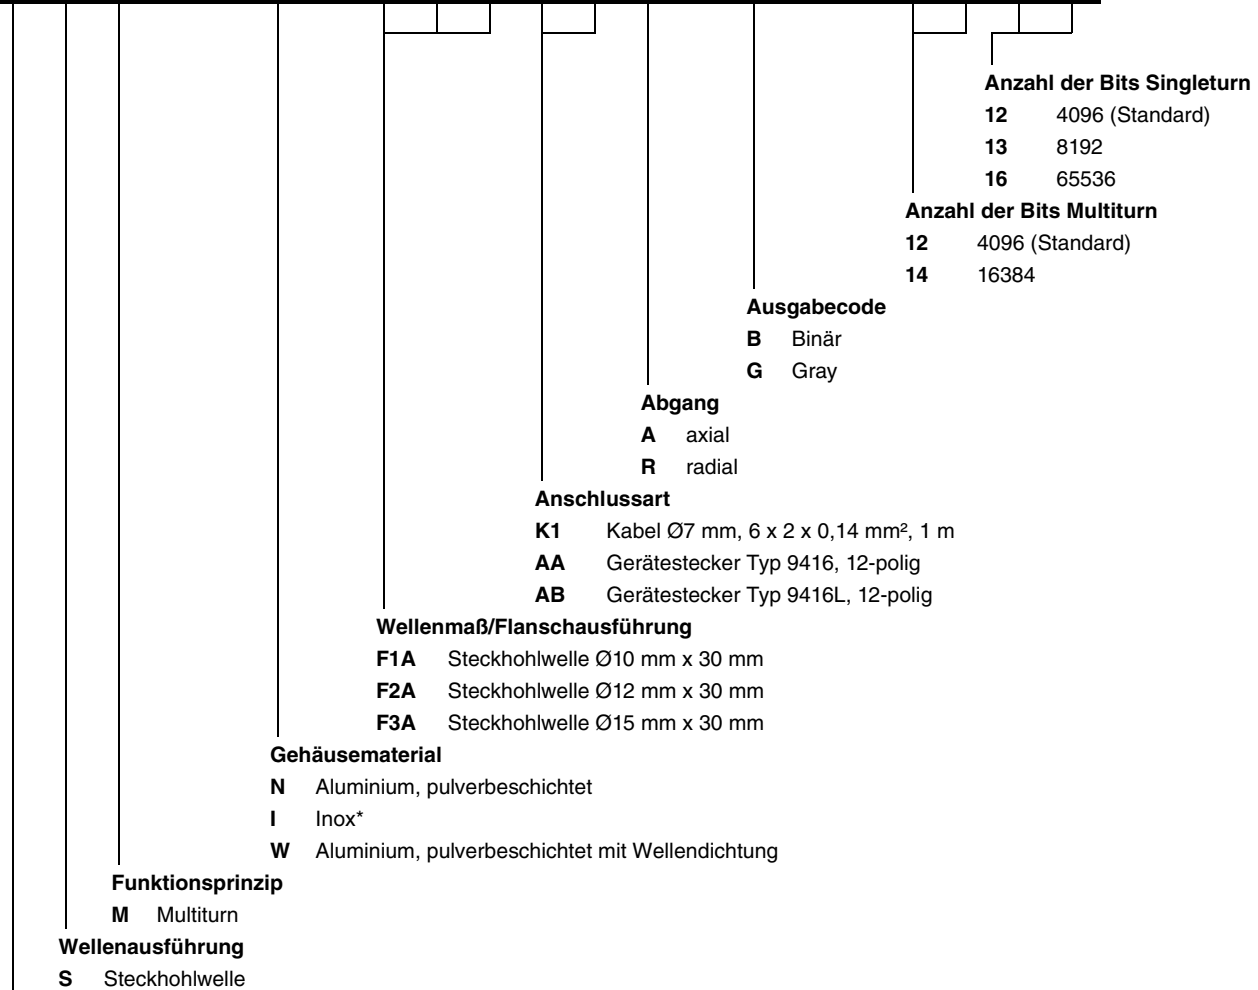 Anzahl der Bits Singleturn
12 4096 (Standard)
13 8192
16 65536
Anzahl der Bits Multiturn
12 4096 (Standard)
14 16384
Ausgabecode
B Binär
G Gray
Abgang
A axial
R radial
Anschlussart
K1 Kabel Ø7 mm, 6 x 2 x 0,14 mm², 1 m
AA Gerätestecker Typ 9416, 12-polig
AB Gerätestecker Typ 9416L, 12-polig
Wellenmaß/Flanschausführung
F1A Steckhohlwelle Ø10 mm x 30 mm
F2A Steckhohlwelle Ø12 mm x 30 mm
F3A Steckhohlwelle Ø15 mm x 30 mm
Gehäusematerial
N Aluminium, pulverbeschichtet
I Inox*
W Aluminium, pulverbeschichtet mit Wellendichtung
Funktionsprinzip
M Multiturn
Wellenausführung
S Steckhohlwelle